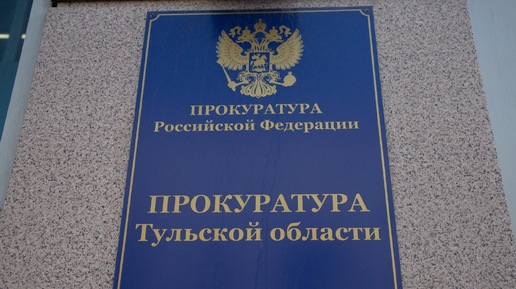 ПРОКУРАТУРА
Российской Федерации
ПРОКУРАТУРА
Тульской области